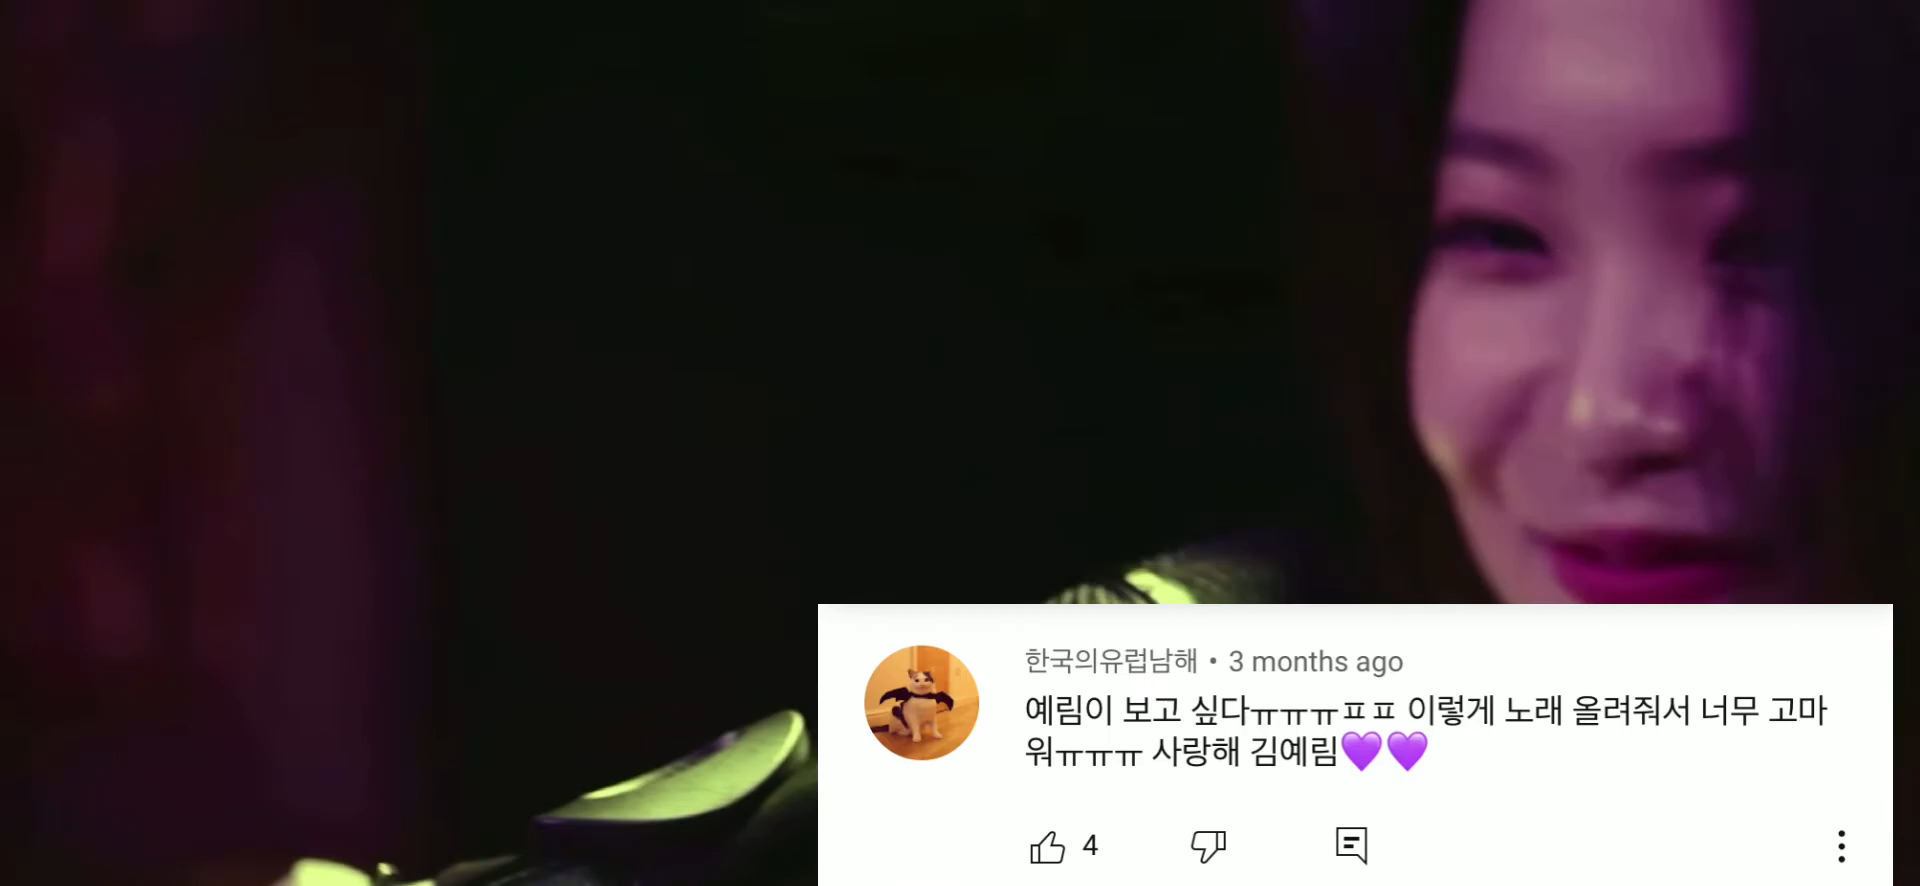 한국의유럽남해 • 3 months ago
예림이 보고 싶다ㅠㅠㅠㅍㅍ 이렇게 노래 올려줘서 너무 고마
워ㅠㅠㅠ 사랑해 김예림💜💜
4